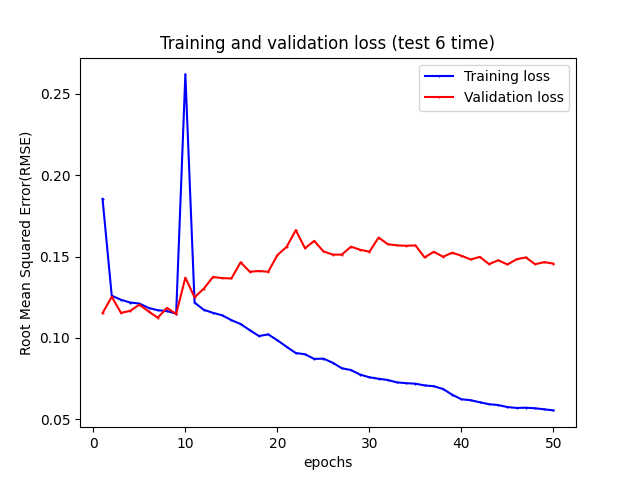 Training and validation loss (test 6 time)
Training loss
Validation loss
Root Mean Squared Error(RMSE)
0.25
0.20
0.15
0.10
0.05
0 10 20 30 40 50
epochs